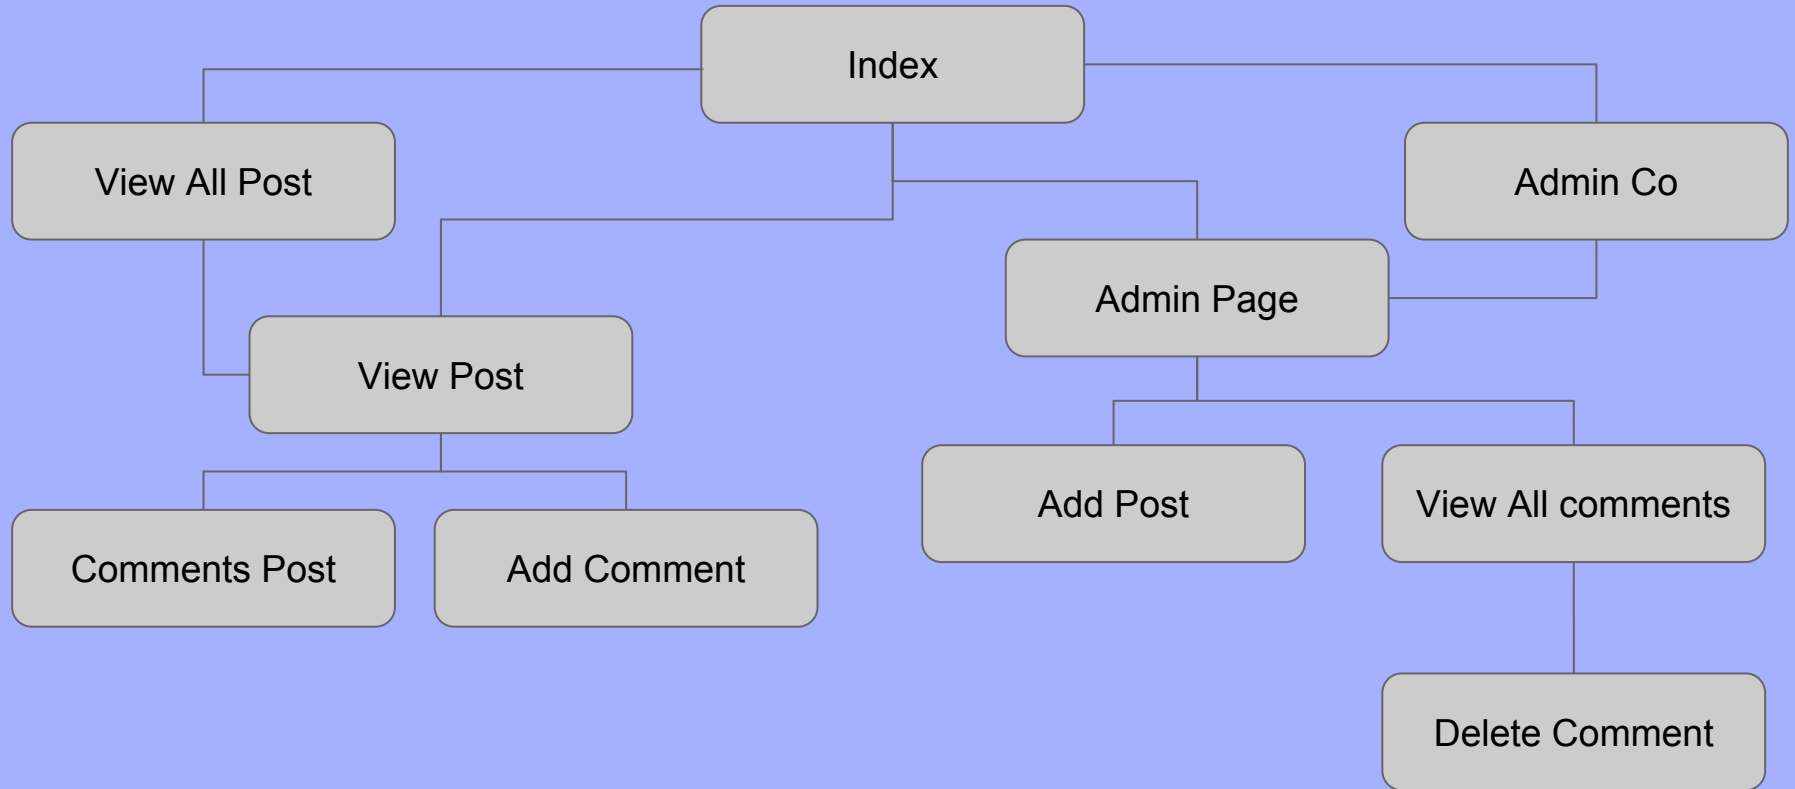 Index
View All Post
Admin Co
Admin Page
View Post
Add Post
View All comments
Comments Post
Add Comment
Delete Comment